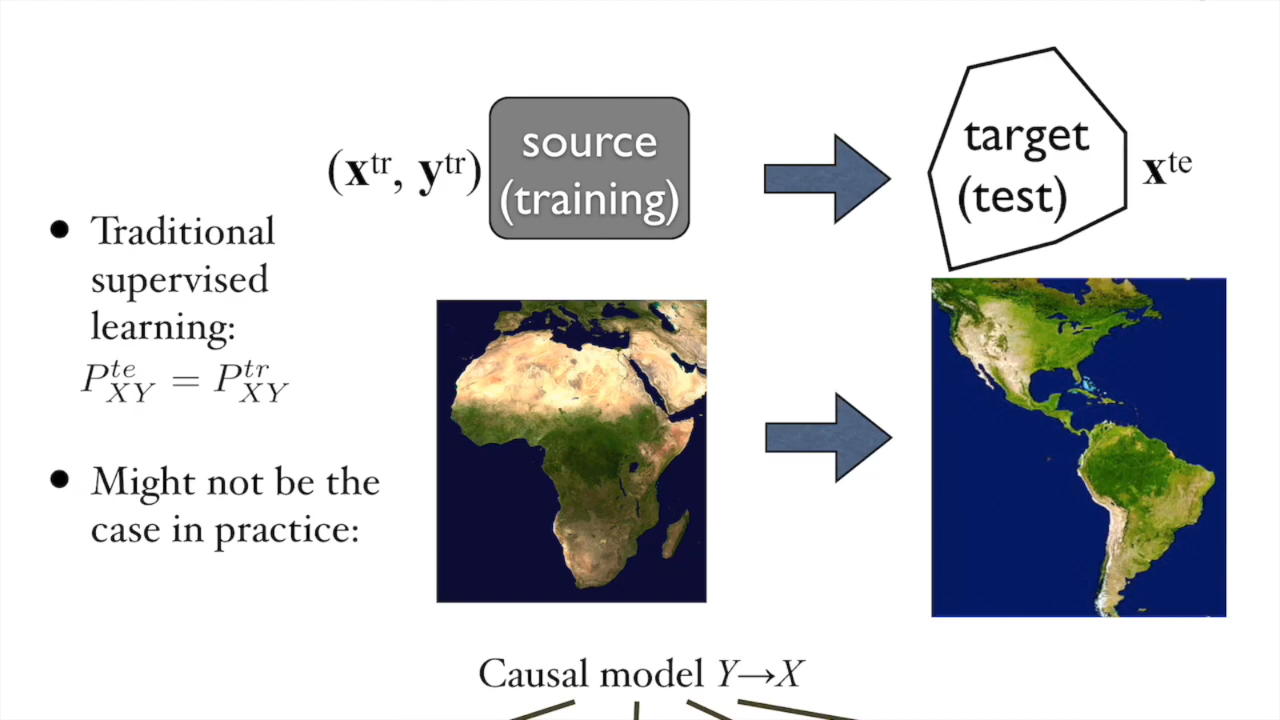 (x^tr, y^tr)
source
(training)
target
(test)
x^te
• Traditional
supervised
learning:
P^te_XY = P^tr_XY
• Might not be the
case in practice:
Causal model Y→X